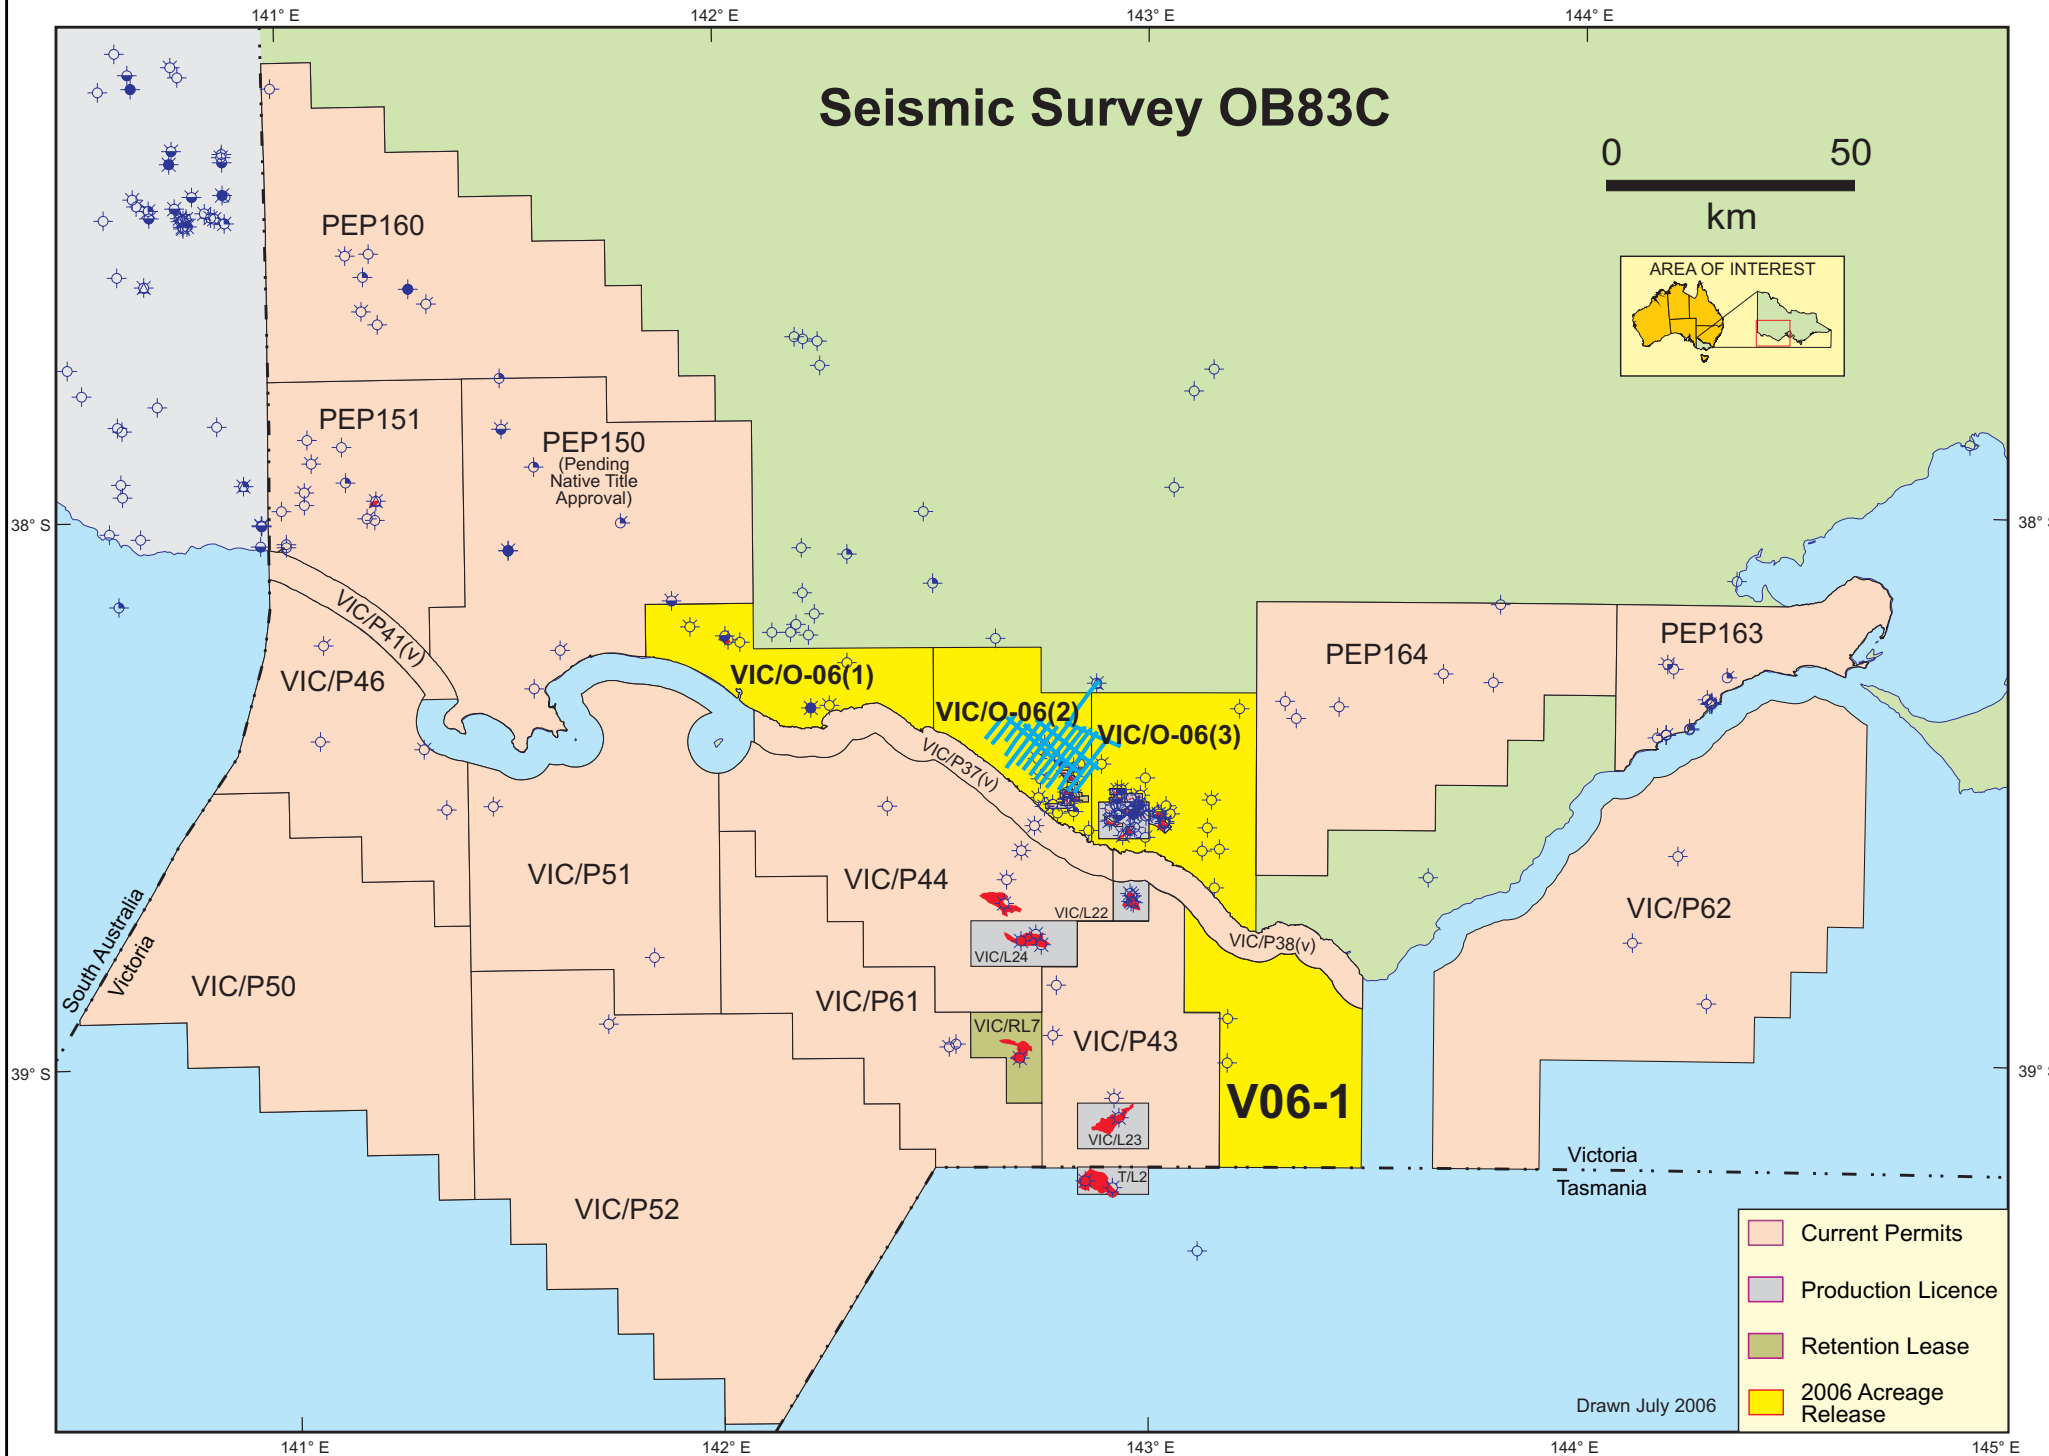 141° E
142° E
143° E
144° E
Seismic Survey OB83C
0
50
km
AREA OF INTEREST
PEP160
PEP151
PEP150
(Pending
Native Title
Approval)
38° S
38° S
VIC/P41(v)
VIC/P46
VIC/O-06(1)
VIC/O-06(2)
VIC/O-06(3)
PEP164
PEP163
VIC/P37(v)
VIC/P51
VIC/P44
VIC/L22
VIC/P62
VIC/P38(v)
VIC/L24
South Australia
Victoria
VIC/P50
VIC/P61
VIC/RL7
VIC/P43
39° S
39° S
V06-1
VIC/L23
T/L2
Victoria
Tasmania
VIC/P52
Current Permits
Production Licence
Retention Lease
2006 Acreage
Release
Drawn July 2006
141° E
142° E
143° E
144° E
145° E